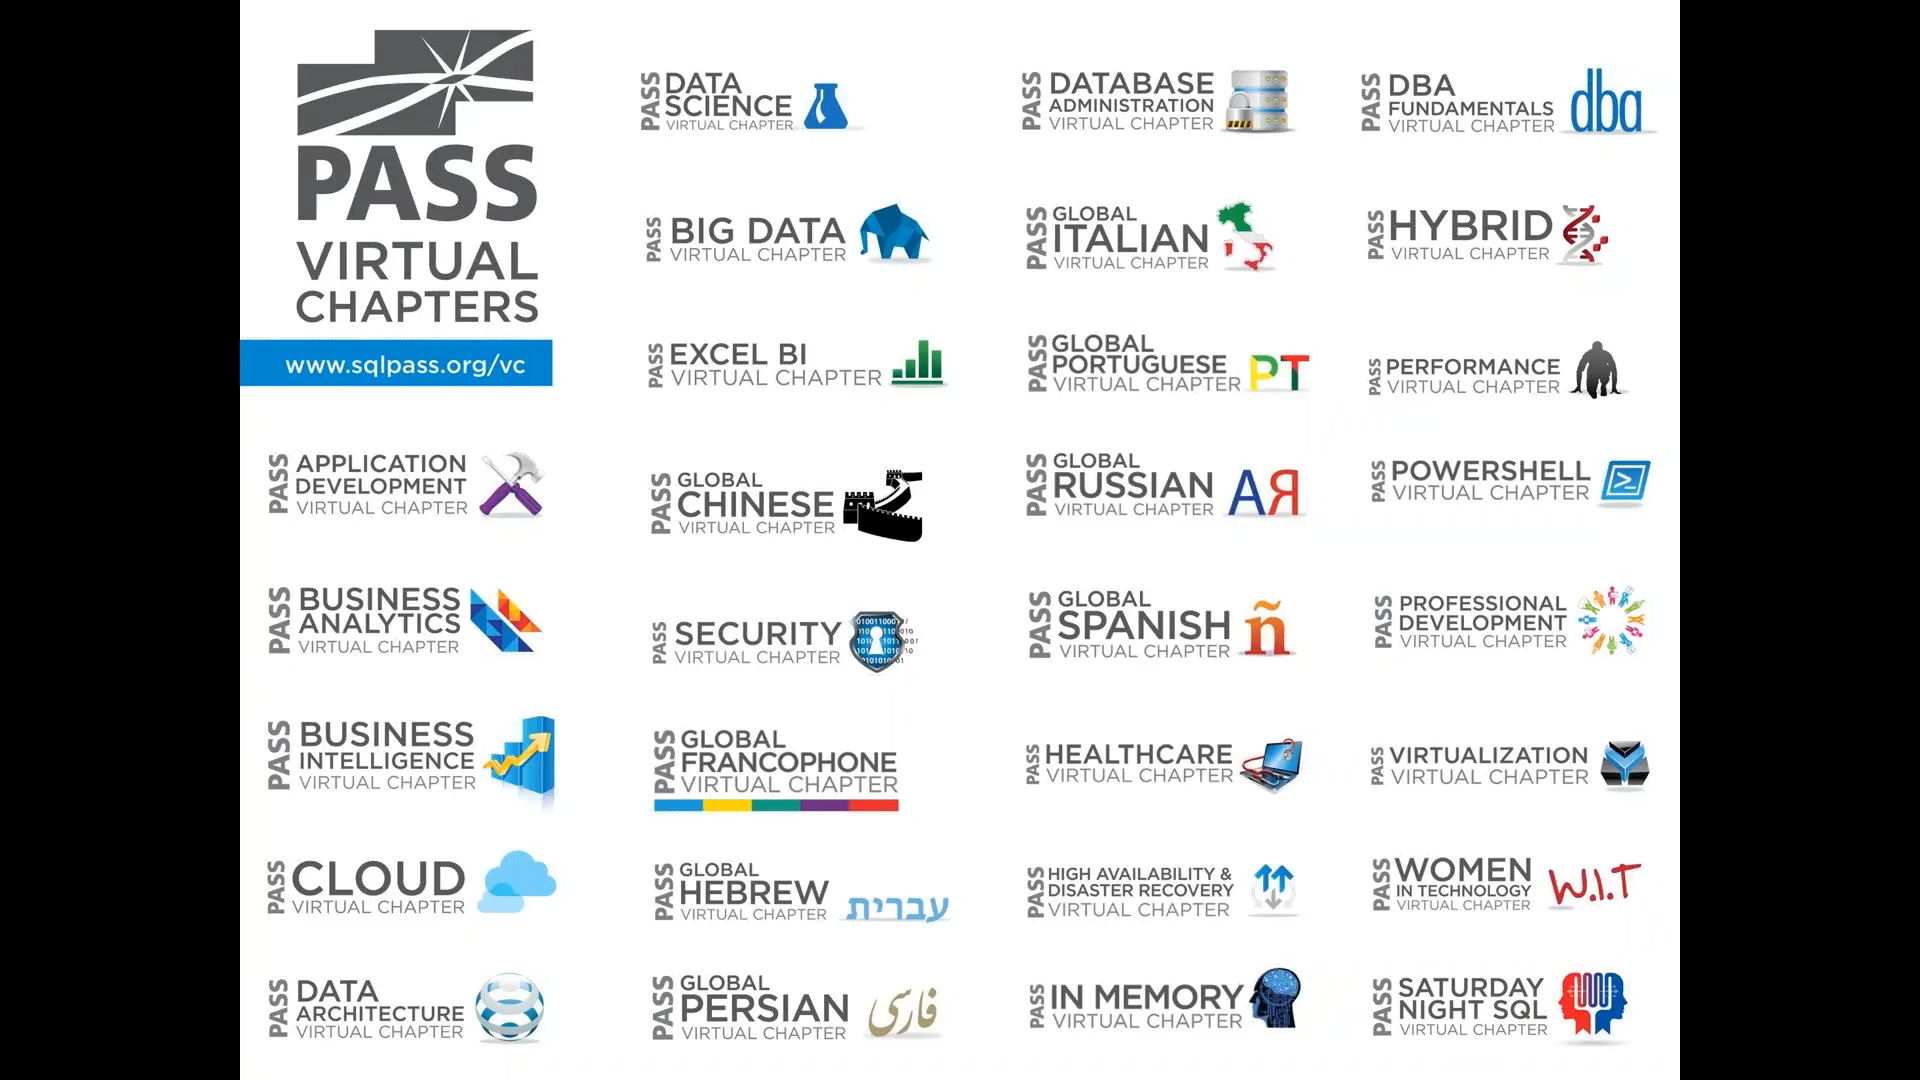 PASS
VIRTUAL
CHAPTERS
www.sqlpass.org/vc
PASS
APPLICATION
DEVELOPMENT
VIRTUAL CHAPTER
PASS
BUSINESS
ANALYTICS
VIRTUAL CHAPTER
PASS
BUSINESS
INTELLIGENCE
VIRTUAL CHAPTER
PASS
CLOUD
VIRTUAL CHAPTER
PASS
DATA
ARCHITECTURE
VIRTUAL CHAPTER
PASS
DATA
SCIENCE
VIRTUAL CHAPTER
PASS
BIG DATA
VIRTUAL CHAPTER
PASS
EXCEL BI
VIRTUAL CHAPTER
PASS
GLOBAL
CHINESE
VIRTUAL CHAPTER
PASS
SECURITY
VIRTUAL CHAPTER
PASS
GLOBAL
FRANCOPHONE
VIRTUAL CHAPTER
PASS
GLOBAL
HEBREW
VIRTUAL CHAPTER
עברית
PASS
GLOBAL
PERSIAN
VIRTUAL CHAPTER
فارسی
PASS
DATABASE
ADMINISTRATION
VIRTUAL CHAPTER
PASS
GLOBAL
ITALIAN
VIRTUAL CHAPTER
PASS
GLOBAL
PORTUGUESE
VIRTUAL CHAPTER
PT
PASS
GLOBAL
RUSSIAN
VIRTUAL CHAPTER
АЯ
PASS
GLOBAL
SPANISH
VIRTUAL CHAPTER
ñ
PASS
HEALTHCARE
VIRTUAL CHAPTER
PASS
HIGH AVAILABILITY &
DISASTER RECOVERY
VIRTUAL CHAPTER
PASS
IN MEMORY
VIRTUAL CHAPTER
PASS
DBA
FUNDAMENTALS
VIRTUAL CHAPTER
dba
PASS
HYBRID
VIRTUAL CHAPTER
PASS
PERFORMANCE
VIRTUAL CHAPTER
PASS
POWERSHELL
VIRTUAL CHAPTER
PASS
PROFESSIONAL
DEVELOPMENT
VIRTUAL CHAPTER
PASS
VIRTUALIZATION
VIRTUAL CHAPTER
PASS
WOMEN
IN TECHNOLOGY
VIRTUAL CHAPTER
W.I.T
PASS
SATURDAY
NIGHT SQL
VIRTUAL CHAPTER